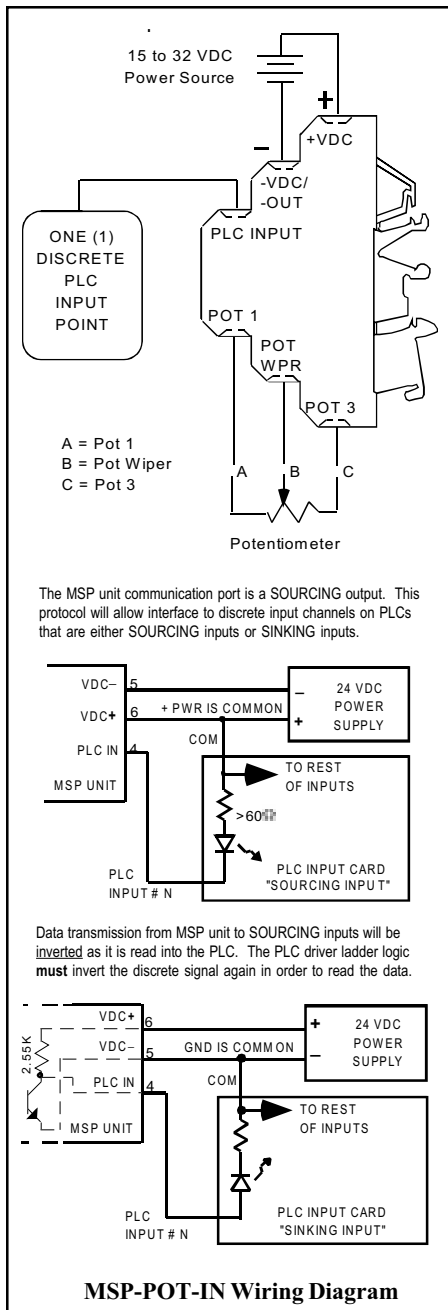 15 to 32 VDC
Power Source
+
+VDC
–
-VDC/
-OUT
PLC INPUT
ONE (1)
DISCRETE
PLC
INPUT
POINT
POT 1
POT
WPR
POT 3
A = Pot 1
B = Pot Wiper
C = Pot 3
A
B
C
Potentiometer
The MSP unit communication port is a SOURCING output. This
protocol will allow interface to discrete input channels on PLCs
that are either SOURCING inputs or SINKING inputs.
VDC–
5
VDC+
6
+ PWR IS COMMON
–
+
24 VDC
POWER
SUPPLY
PLC IN
4
COM
MSP UNIT
TO REST
OF INPUTS
>60
PLC
INPUT # N
PLC INPUT CARD
"SOURCING INPUT"
Data transmission from MSP unit to SOURCING inputs will be
inverted as it is read into the PLC. The PLC driver ladder logic
must invert the discrete signal again in order to read the data.
VDC+
6
VDC–
5
GND IS COMMON
+
–
24 VDC
POWER
SUPPLY
2.55K
PLC IN
4
COM
MSP UNIT
TO REST
OF INPUTS
PLC
INPUT # N
PLC INPUT CARD
"SINKING INPUT"
MSP-POT-IN Wiring Diagram